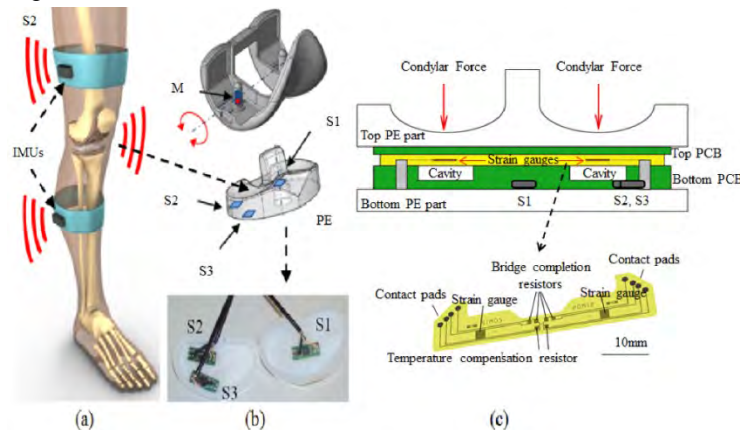 S2
IMUs
(a)
M
S1
S2
S3
PE
S2
S1
S3
(b)
Condylar Force
Condylar Force
Top PE part
Top PCB
Strain gauges
Cavity
Cavity
Bottom PCB
Bottom PE part
S1
S2, S3
Bridge completion
resistors
Contact pads
Contact pads
Strain gauge
Strain gauge
Temperature compensation resistor
10mm
(c)